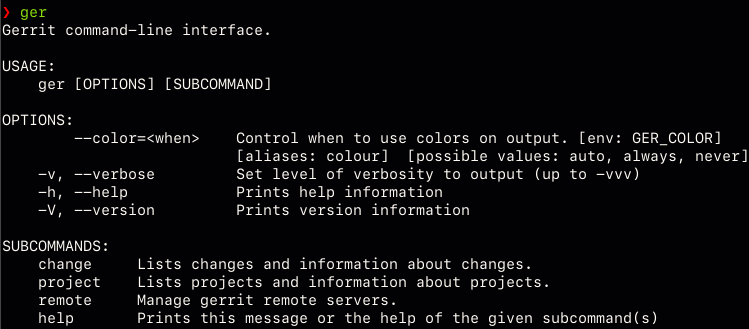 ❯ ger
Gerrit command-line interface.

USAGE:
    ger [OPTIONS] [SUBCOMMAND]

OPTIONS:
        --color=<when>    Control when to use colors on output. [env: GER_COLOR]
                          [aliases: colour]  [possible values: auto, always, never]
    -v, --verbose         Set level of verbosity to output (up to -vvv)
    -h, --help            Prints help information
    -V, --version         Prints version information

SUBCOMMANDS:
    change     Lists changes and information about changes.
    project    Lists projects and information about projects.
    remote     Manage gerrit remote servers.
    help       Prints this message or the help of the given subcommand(s)